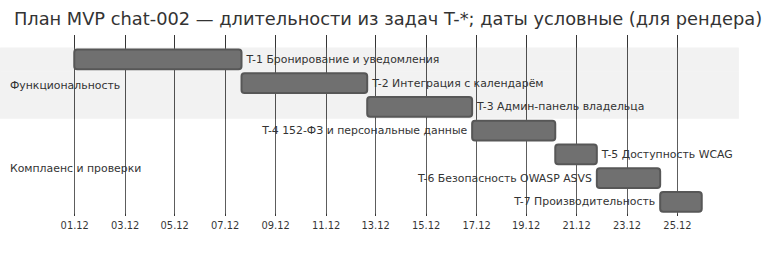 План MVP chat-002 — длительности из задач T-*; даты условные (для рендера)
T-1 Бронирование и уведомления
T-2 Интеграция с календарём
Функциональность
T-3 Админ-панель владельца
T-4 152-ФЗ и персональные данные
T-5 Доступность WCAG
Комплаенс и проверки
T-6 Безопасность OWASP ASVS
T-7 Производительность
01.12 03.12 05.12 07.12 09.12 11.12 13.12 15.12 17.12 19.12 21.12 23.12 25.12